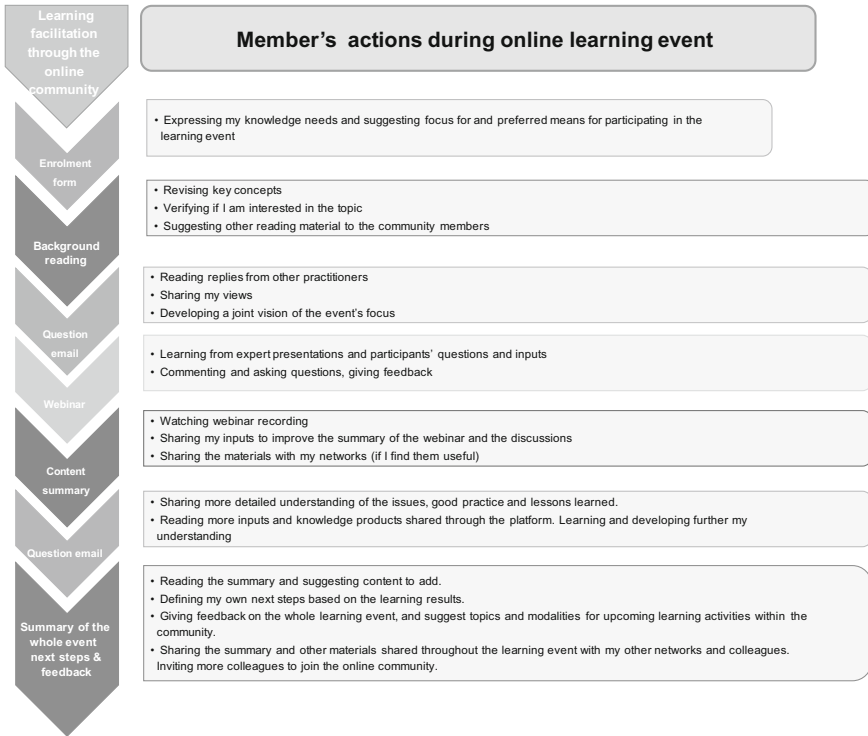 Learning
facilitation
through the
online
community
Member's actions during online learning event
Enrolment
form
• Expressing my knowledge needs and suggesting focus for and preferred means for participating in the
learning event
Background
reading
• Revising key concepts
• Verifying if I am interested in the topic
• Suggesting other reading material to the community members
Question
email
• Reading replies from other practitioners
• Sharing my views
• Developing a joint vision of the event's focus
Webinar
• Learning from expert presentations and participants' questions and inputs
• Commenting and asking questions, giving feedback
Content
summary
• Watching webinar recording
• Sharing my inputs to improve the summary of the webinar and the discussions
• Sharing the materials with my networks (if I find them useful)
Question email
• Sharing more detailed understanding of the issues, good practice and lessons learned.
• Reading more inputs and knowledge products shared through the platform. Learning and developing further my
understanding
Summary of the
whole event
next steps &
feedback
• Reading the summary and suggesting content to add.
• Defining my own next steps based on the learning results.
• Giving feedback on the whole learning event, and suggest topics and modalities for upcoming learning activities within the
community.
• Sharing the summary and other materials shared throughout the learning event with my other networks and colleagues.
Inviting more colleagues to join the online community.